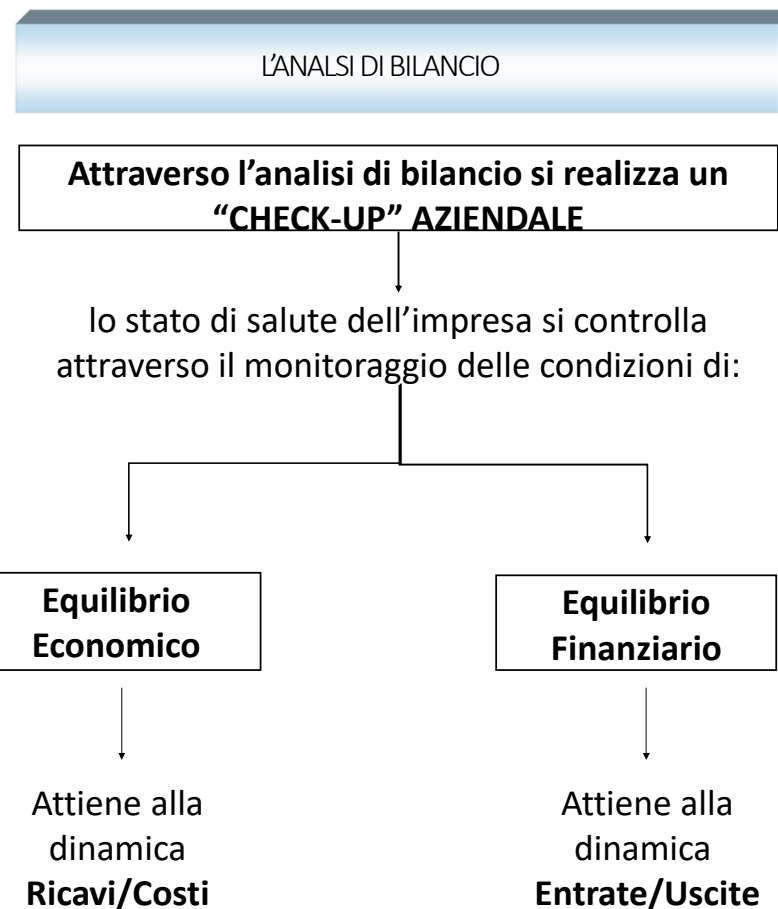 L'ANALSI DI BILANCIO
Attraverso l'analisi di bilancio si realizza un
“CHECK-UP” AZIENDALE
lo stato di salute dell'impresa si controlla
attraverso il monitoraggio delle condizioni di:
Equilibrio
Economico
Equilibrio
Finanziario
Attiene alla
dinamica
Ricavi/Costi
Attiene alla
dinamica
Entrate/Uscite